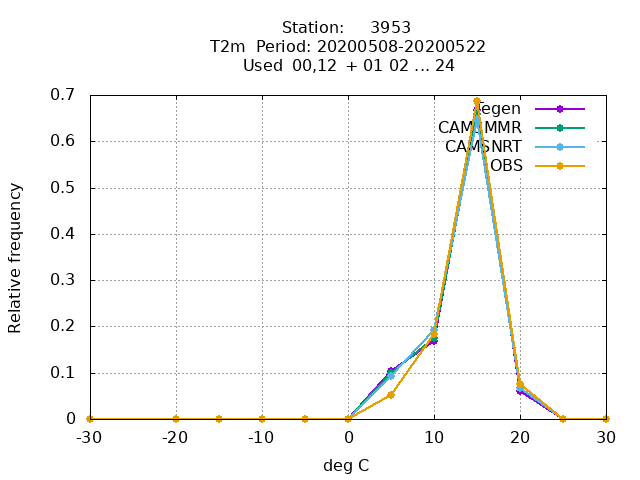 Station: 3953
T2m Period: 20200508-20200522
Used 00,12 + 01 02 ... 24
0.7
0.6
0.5
0.4
0.3
0.2
0.1
0
-30
-20
-10
0
10
20
30
Relative frequency
deg C
CAMSNRT
OBS